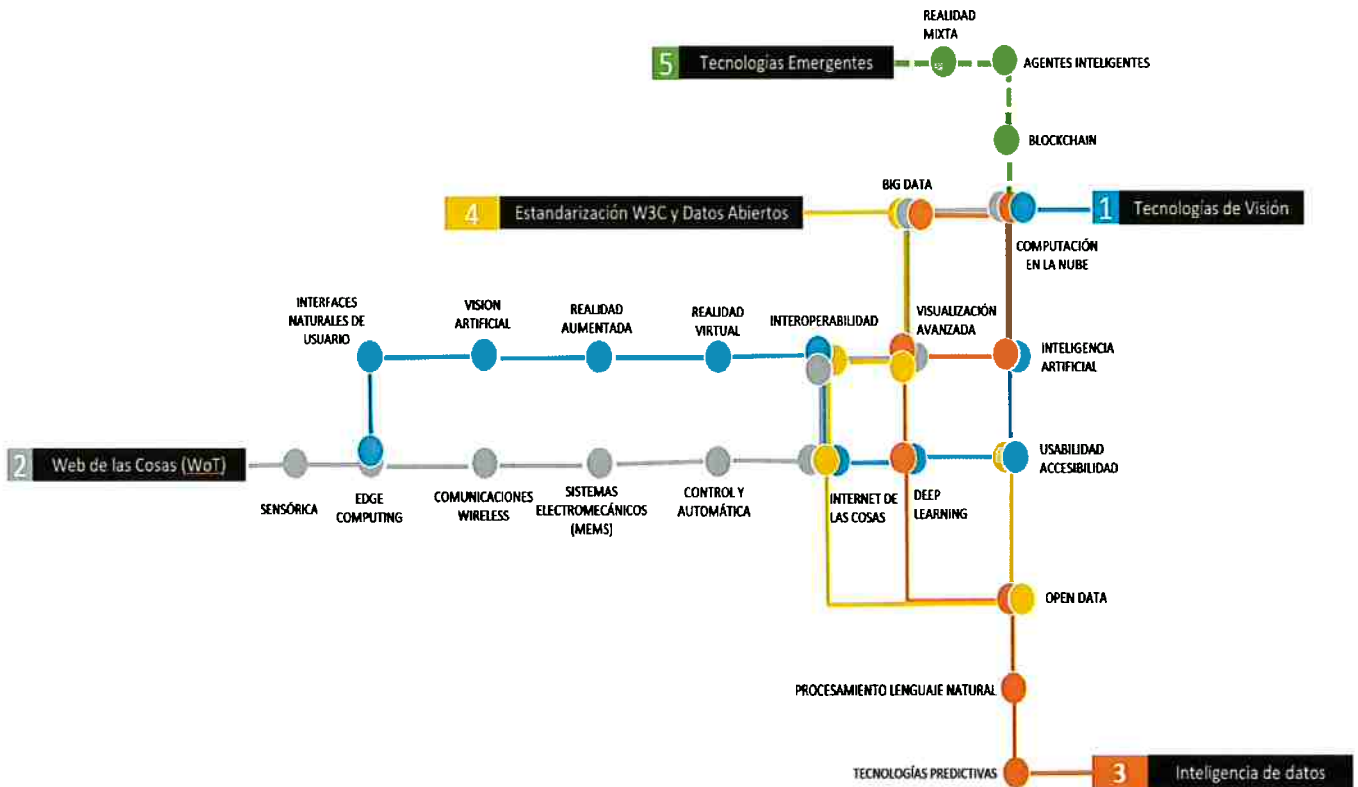 REALIDAD
MIXTA
5 Tecnologías Emergentes
AGENTES INTELIGENTES
BLOCKCHAIN
BIG DATA
4 Estandarización W3C y Datos Abiertos
1 Tecnologías de Visión
COMPUTACIÓN
EN LA NUBE
INTERFACES
NATURALES DE
USUARIO
VISION
ARTIFICIAL
REALIDAD
AUMENTADA
REALIDAD
VIRTUAL
INTEROPERABILIDAD
VISUALIZACIÓN
AVANZADA
INTELIGENCIA
ARTIFICIAL
2 Web de las Cosas (WoT)
USABILIDAD
ACCESIBILIDAD
SENSÓRICA
EDGE
COMPUTING
COMUNICACIONES
WIRELESS
SISTEMAS
ELECTROMECÁNICOS
(MEMS)
CONTROL Y
AUTOMÁTICA
INTERNET DE
LAS COSAS
DEEP
LEARNING
OPEN DATA
PROCESAMIENTO LENGUAJE NATURAL
TECNOLOGÍAS PREDICTIVAS
3 Inteligencia de datos